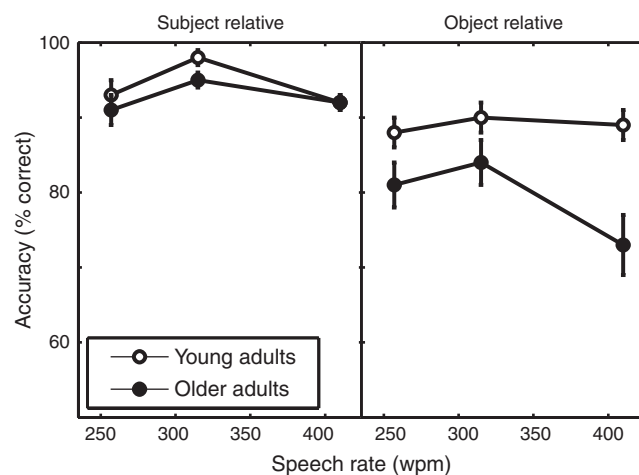 Subject relative Object relative
100
80
60
Accuracy (% correct)
Young adults
Older adults
250 300 350 400 250 300 350 400
Speech rate (wpm)